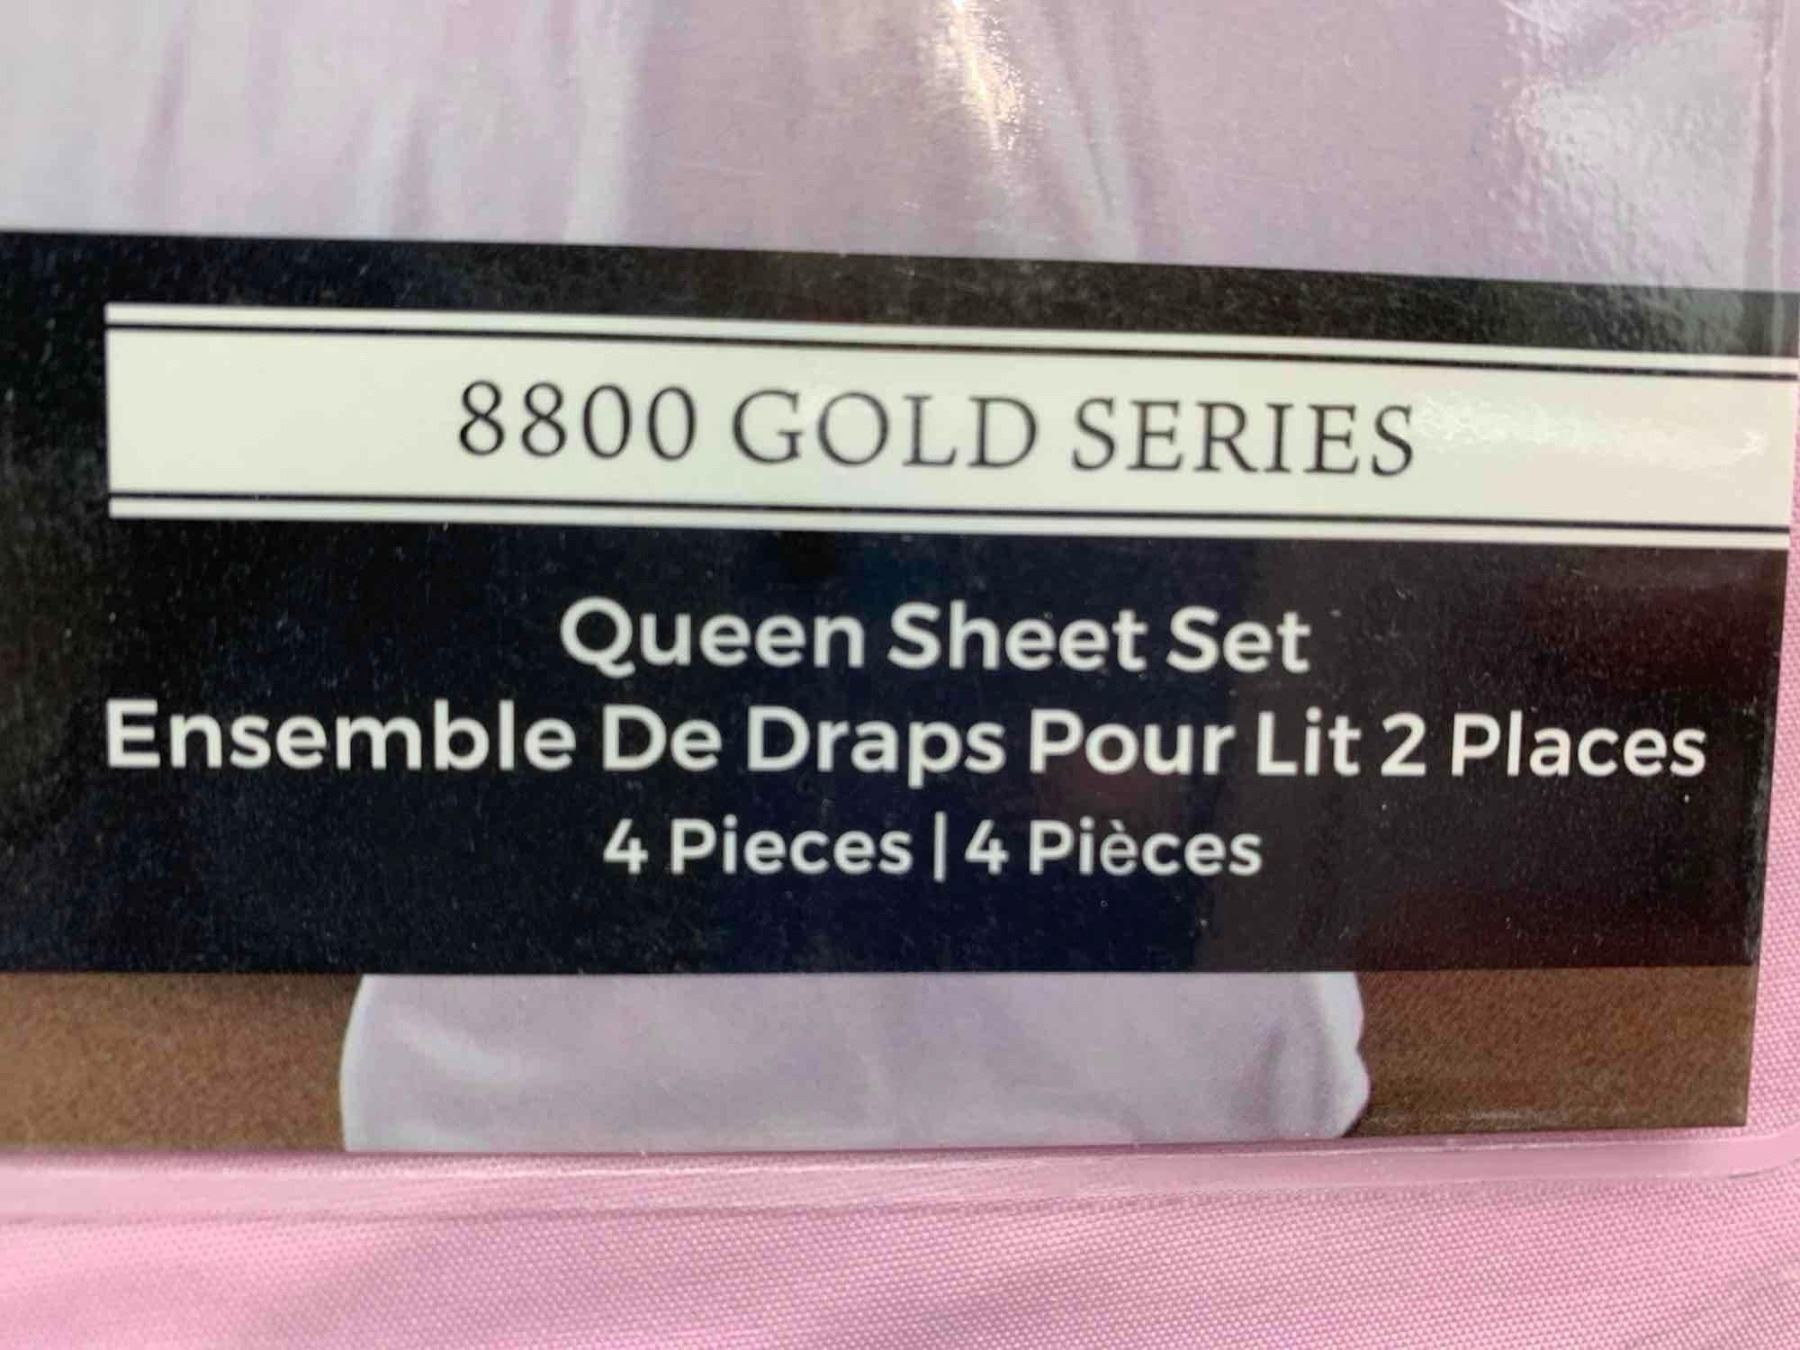 8800 GOLD SERIES
Queen Sheet Set
Ensemble De Draps Pour Lit 2 Places
4 Pieces | 4 Pièces